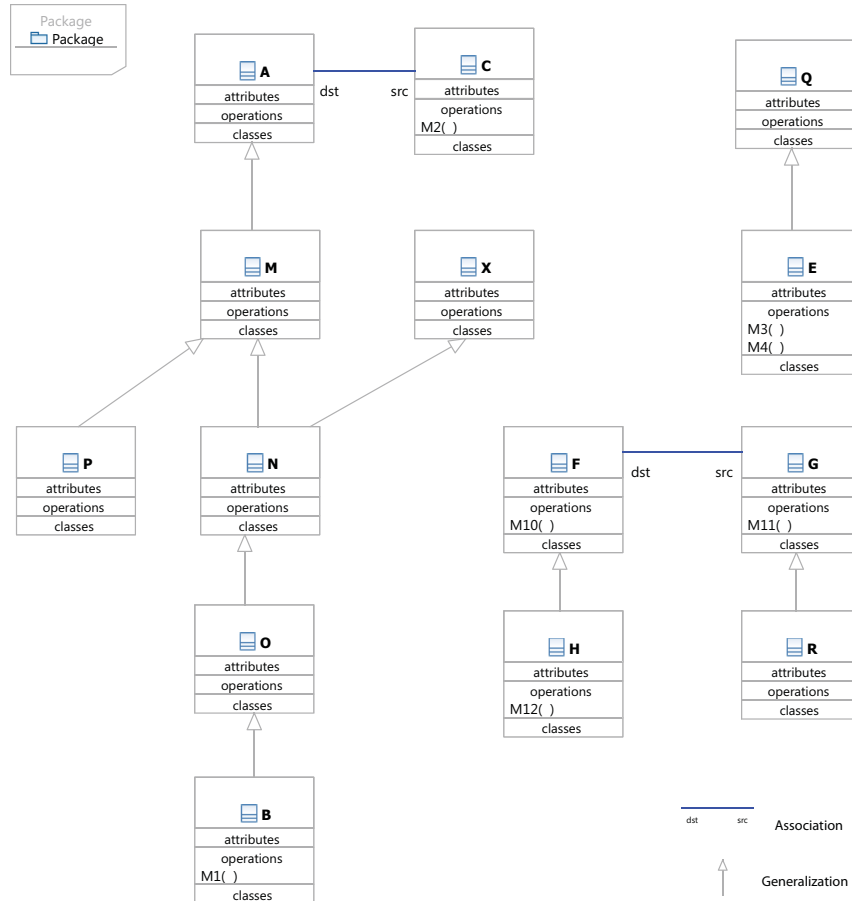 Package
Package
A
attributes
operations
classes
dst
src
C
attributes
operations
M2( )
classes
Q
attributes
operations
classes
M
attributes
operations
classes
X
attributes
operations
classes
E
attributes
operations
M3( )
M4( )
classes
P
attributes
operations
classes
N
attributes
operations
classes
F
attributes
operations
M10( )
classes
dst
src
G
attributes
operations
M11( )
classes
O
attributes
operations
classes
H
attributes
operations
M12( )
classes
R
attributes
operations
classes
B
attributes
operations
M1( )
classes
dst
src
Association
Generalization